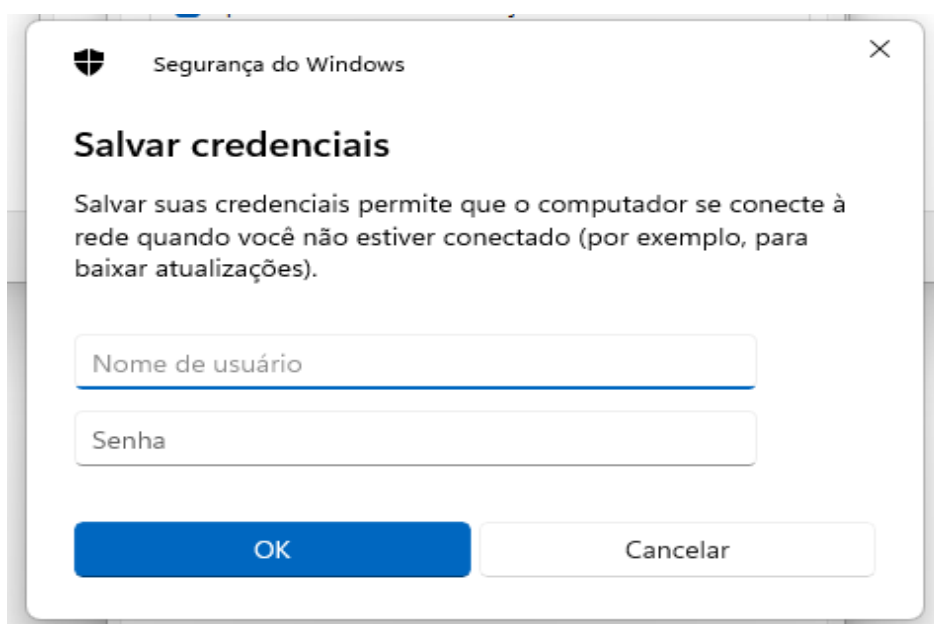 Segurança do Windows
Salvar credenciais
Salvar suas credenciais permite que o computador se conecte à
rede quando você não estiver conectado (por exemplo, para
baixar atualizações).
Nome de usuário
Senha
OK
Cancelar